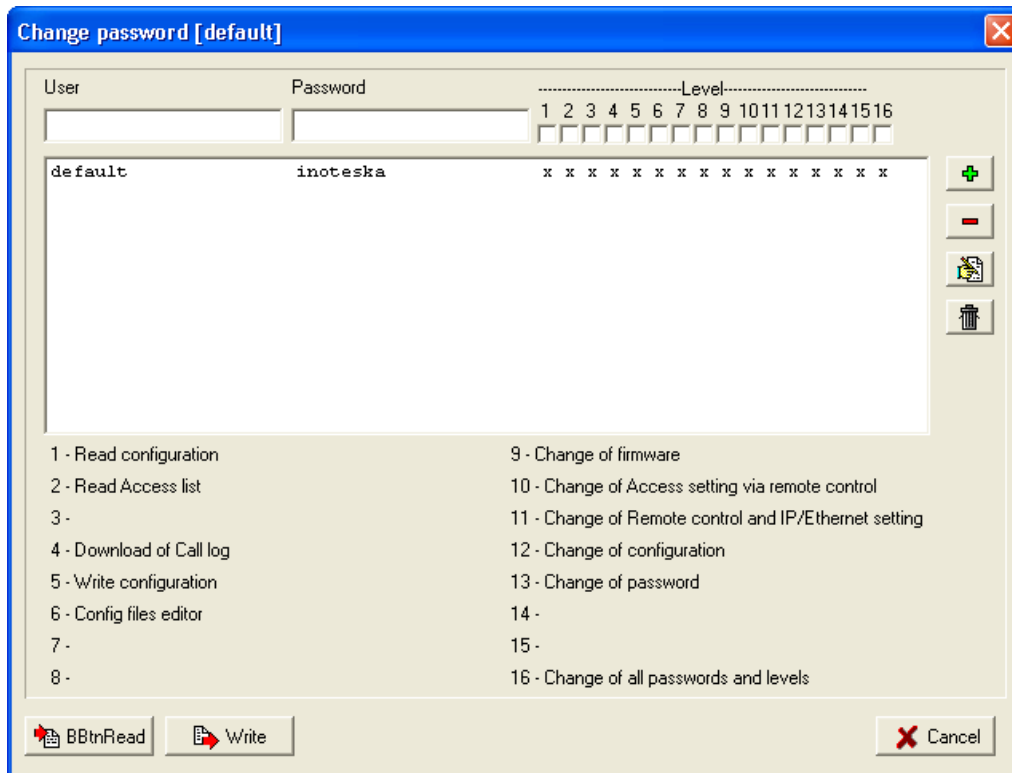 Change password [default]
User Password ----------------------------Level----------------------------
1 2 3 4 5 6 7 8 9 10 11 12 13 14 15 16
default inoteska x x x x x x x x x x x x x x x x
1 - Read configuration
2 - Read Access list
3 -
4 - Download of Call log
5 - Write configuration
6 - Config files editor
7 -
8 -
9 - Change of firmware
10 - Change of Access setting via remote control
11 - Change of Remote control and IP/Ethernet setting
12 - Change of configuration
13 - Change of password
14 -
15 -
16 - Change of all passwords and levels
BBtnRead Write Cancel